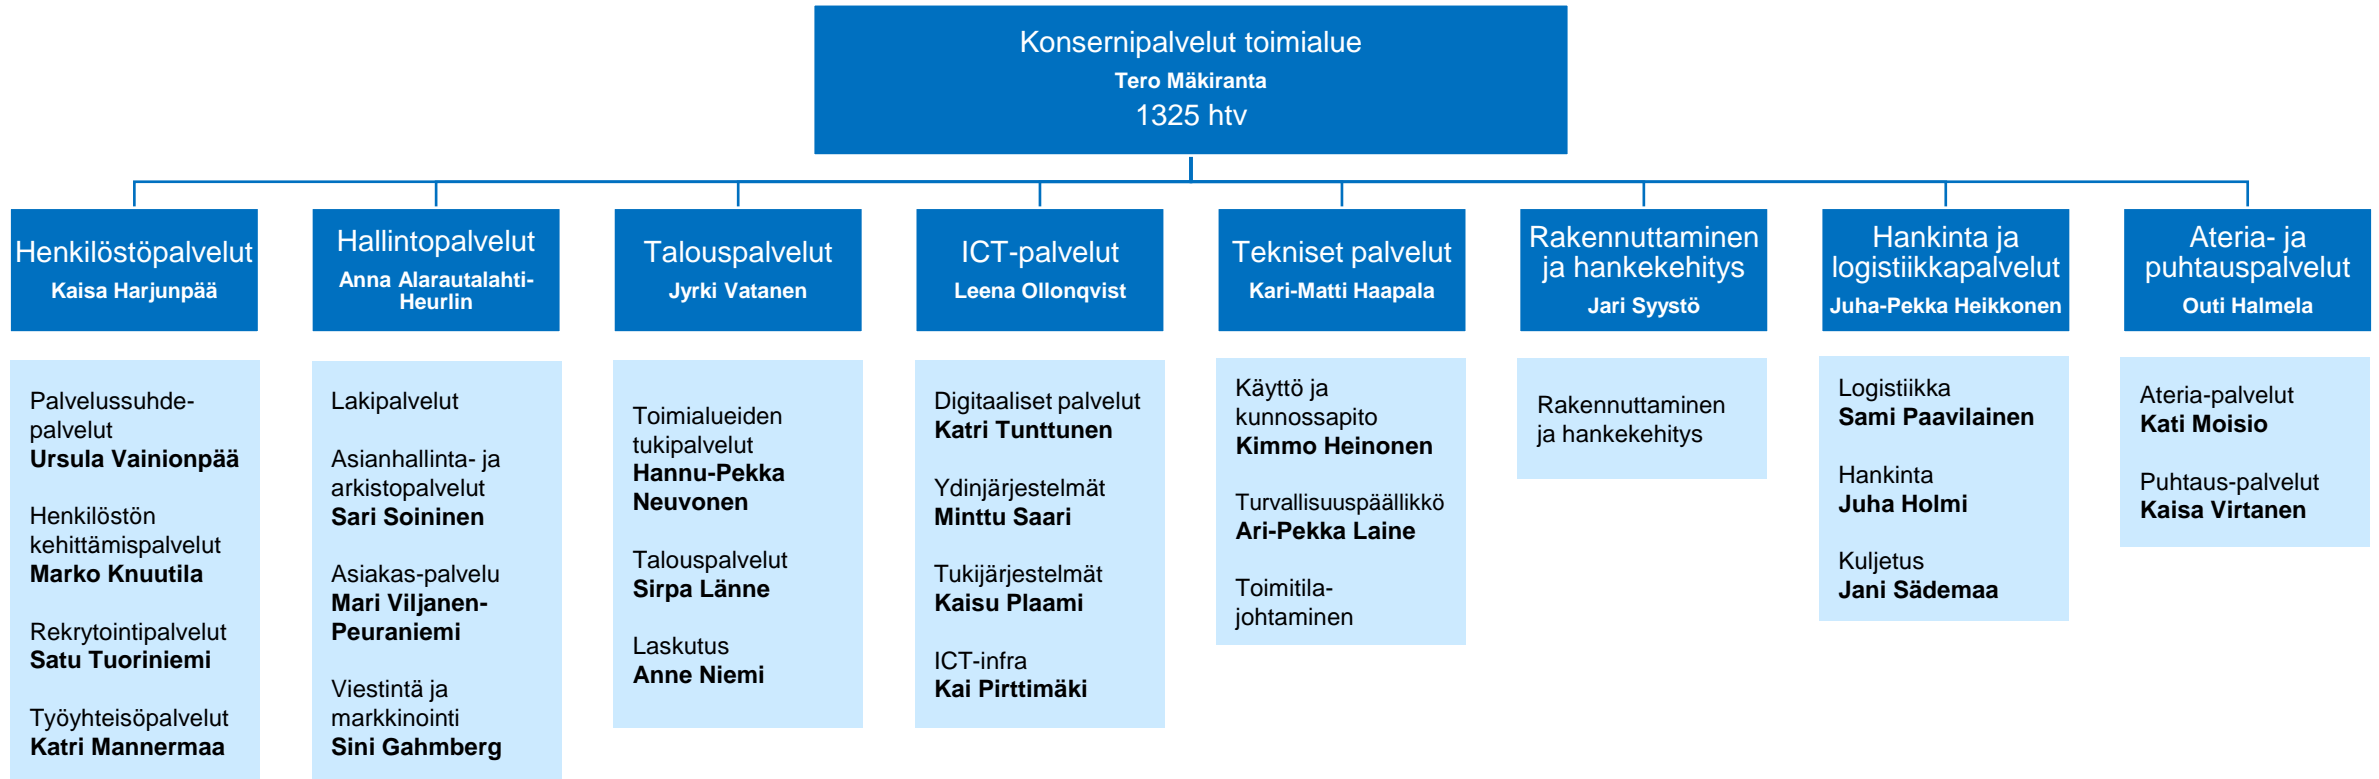 Konsernipalvelut toimialue
Tero Mäkiranta
1325 htv
Henkilöstöpalvelut
Kaisa Harjunpää
Hallintopalvelut
Anna Alarautalahti-
Heurlin
Talouspalvelut
Jyrki Vatanen
ICT-palvelut
Leena Ollonqvist
Tekniset palvelut
Kari-Matti Haapala
Rakennuttaminen
ja hankekehitys
Jari Syystö
Hankinta ja
logistiikkapalvelut
Juha-Pekka Heikkonen
Ateria- ja
puhtauspalvelut
Outi Halmela
Palvelussuhde-
palvelut
Ursula Vainionpää
Henkilöstön
kehittämispalvelut
Marko Knuutila
Rekrytointipalvelut
Satu Tuoriniemi
Työyhteisöpalvelut
Katri Mannermaa
Lakipalvelut
Asianhallinta- ja
arkistopalvelut
Sari Soininen
Asiakas-palvelu
Mari Viljanen-
Peuraniemi
Viestintä ja
markkinointi
Sini Gahmberg
Toimialueiden
tukipalvelut
Hannu-Pekka
Neuvonen
Talouspalvelut
Sirpa Länne
Laskutus
Anne Niemi
Digitaaliset palvelut
Katri Tunttunen
Ydinjärjestelmät
Minttu Saari
Tukijärjestelmät
Kaisu Plaami
ICT-infra
Kai Pirttimäki
Käyttö ja
kunnossapito
Kimmo Heinonen
Turvallisuuspäällikkö
Ari-Pekka Laine
Toimitila-
johtaminen
Rakennuttaminen
ja hankekehitys
Logistiikka
Sami Paavilainen
Hankinta
Juha Holmi
Kuljetus
Jani Sädemaa
Ateria-palvelut
Kati Moisio
Puhtaus-palvelut
Kaisa Virtanen